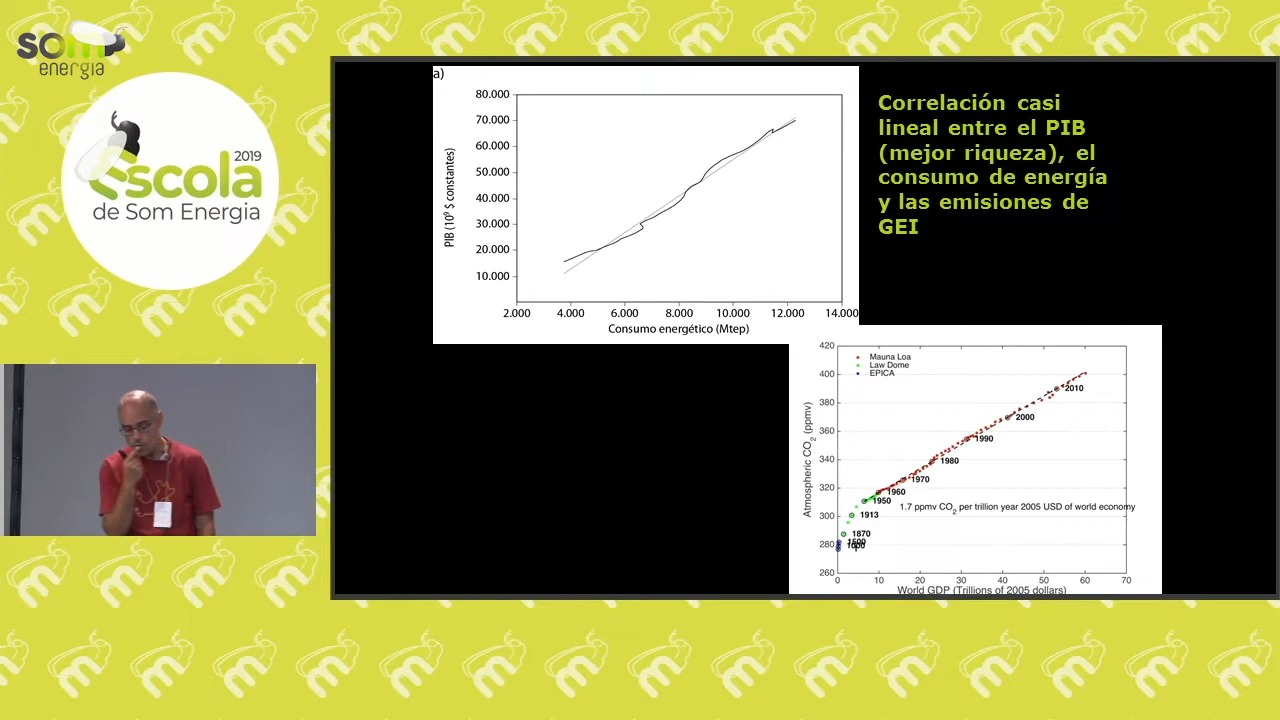 som
energia
2019
Escola
de Som Energia
a)
80.000
70.000
60.000
50.000
40.000
30.000
20.000
10.000
PIB (10⁹ $ constantes)
2.000 4.000 6.000 8.000 10.000 12.000 14.000
Consumo energético (Mtep)
Correlación casi
lineal entre el PIB
(mejor riqueza), el
consumo de energía
y las emisiones de
GEI
420
400
380
360
340
320
300
280
260
Atmospheric CO2 (ppmv)
Mauna Loa
Law Dome
EPICA
2010
2000
1990
1980
1970
1960
1950
1.7 ppmv CO2 per trillion year 2005 USD of world economy
1913
1870
1500
1000
0 10 20 30 40 50 60 70
World GDP (Trillions of 2005 dollars)